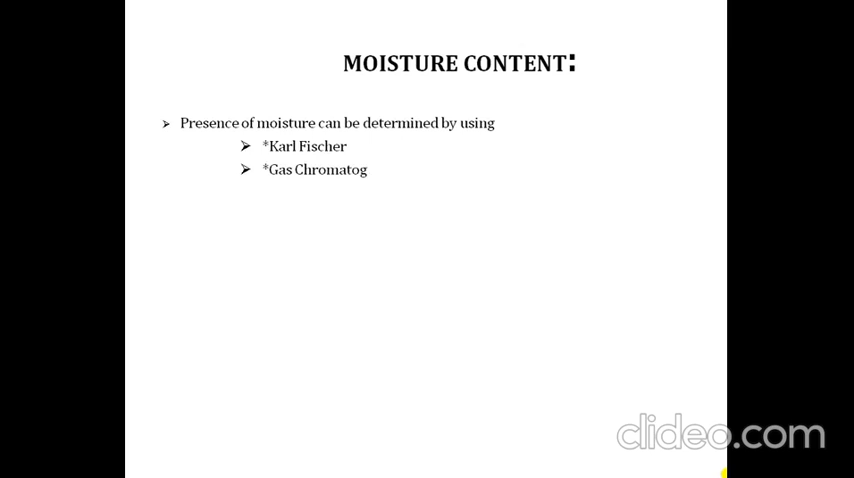 MOISTURE CONTENT:
➢ Presence of moisture can be determined by using
➢ *Karl Fischer
➢ *Gas Chromatog
clideo.com